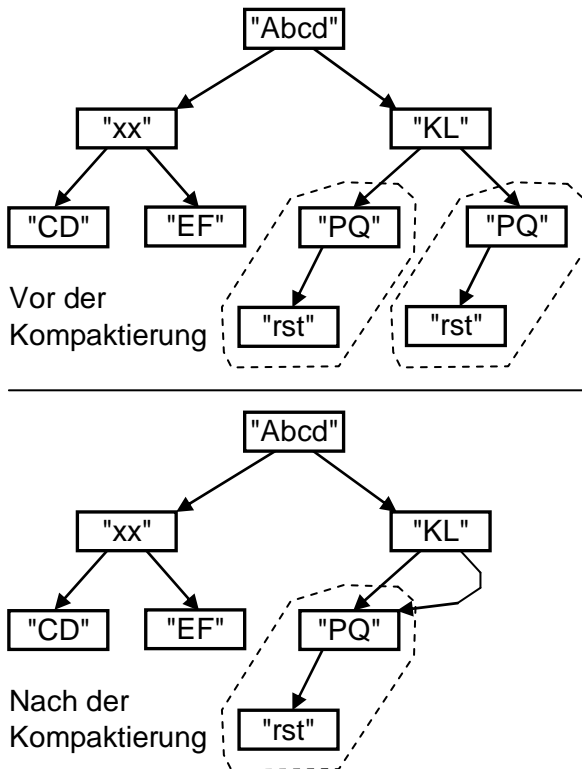 "Abcd"
"xx" "KL"
"CD" "EF" "PQ" "PQ"
Vor der
Kompaktierung
"rst" "rst"
"Abcd"
"xx" "KL"
"CD" "EF" "PQ"
Nach der
Kompaktierung
"rst"